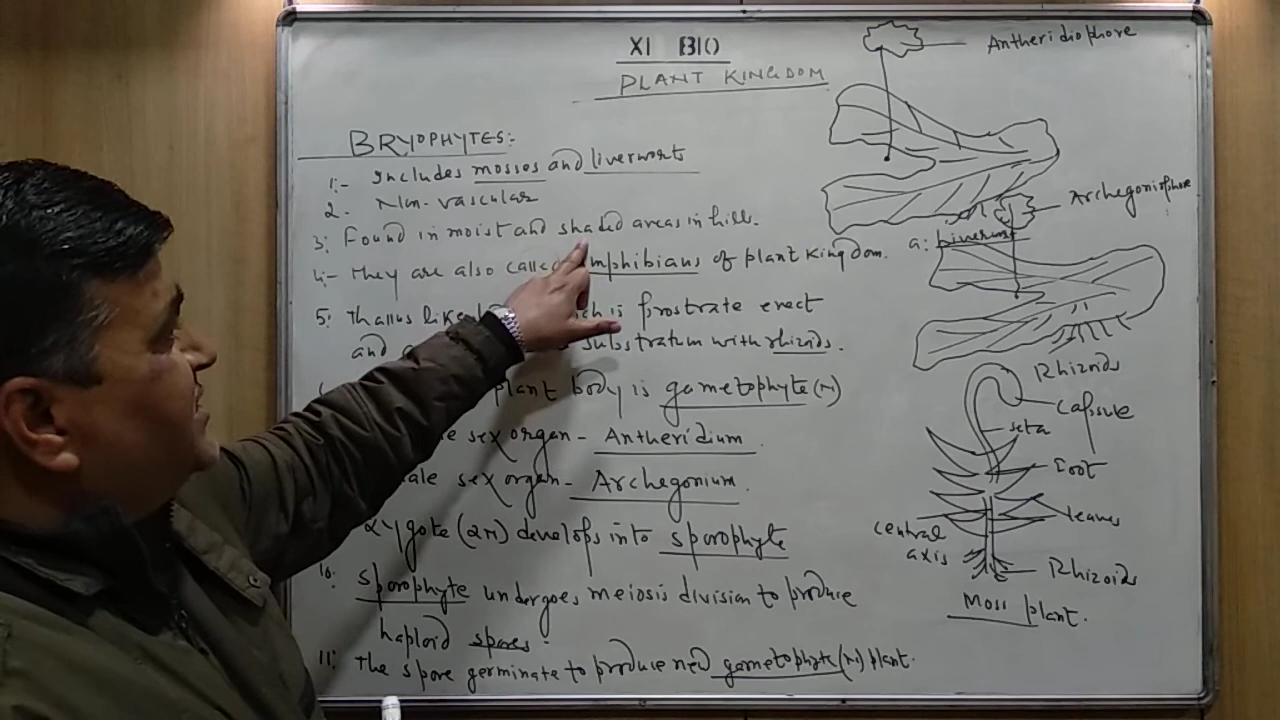 XI BIO
PLANT KINGDOM
BRYOPHYTES:
1:- Includes mosses and liverworts
2. Non-vascular
3: Found in moist and shaded areas in hills.
4:- They are also called amphibians of plant kingdom.
5: Thallus like which is prostrate erect
and substratum with rhizoids.
plant body is gametophyte (n)
sex organ - Antheridium.
sex organ - Archegonium.
Zygote (2n) develops into sporophyte
10: Sporophyte undergoes meiosis division to produce
haploid spores.
11: The spore germinate to produce new gametophyte (n) plant.
Antheridiophore
Archegoniophore
a: Liverwort
Rhizoids
Capsule
seta
Foot
leaves
central
axis
Rhizoids
Moss plant.